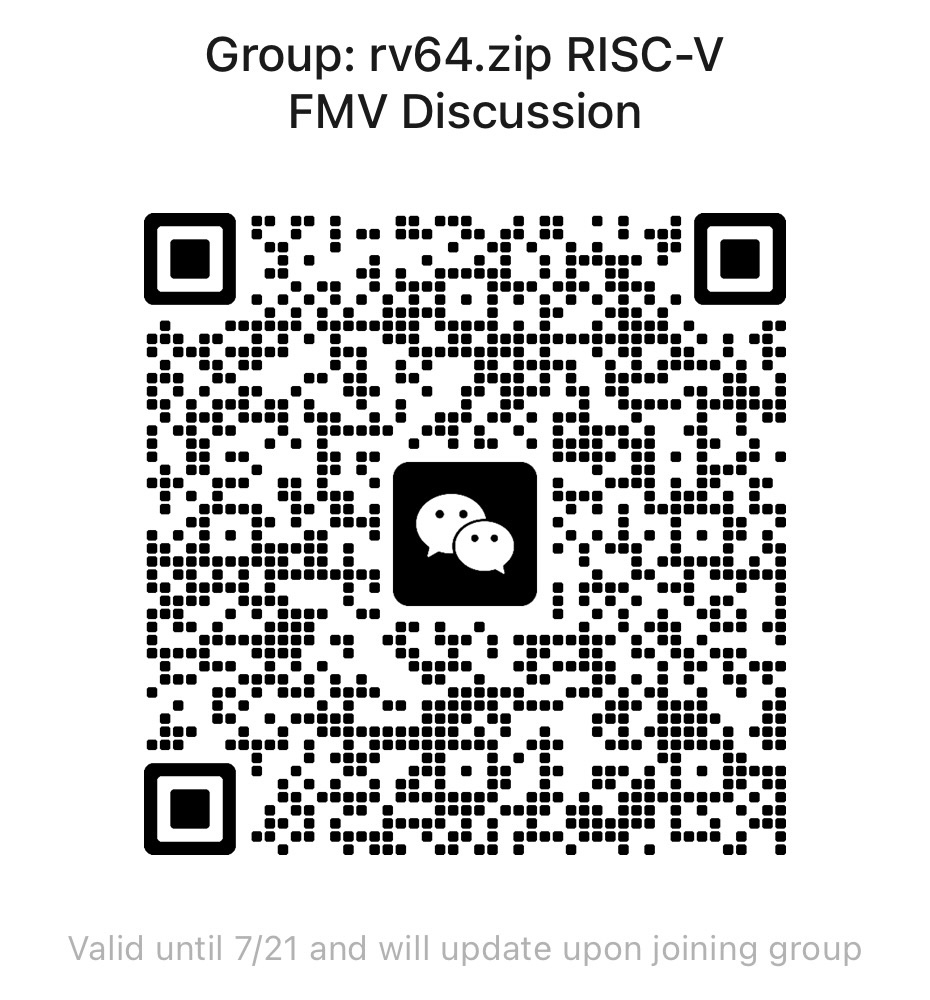 Group: rv64.zip RISC-V
FMV Discussion
Valid until 7/21 and will update upon joining group